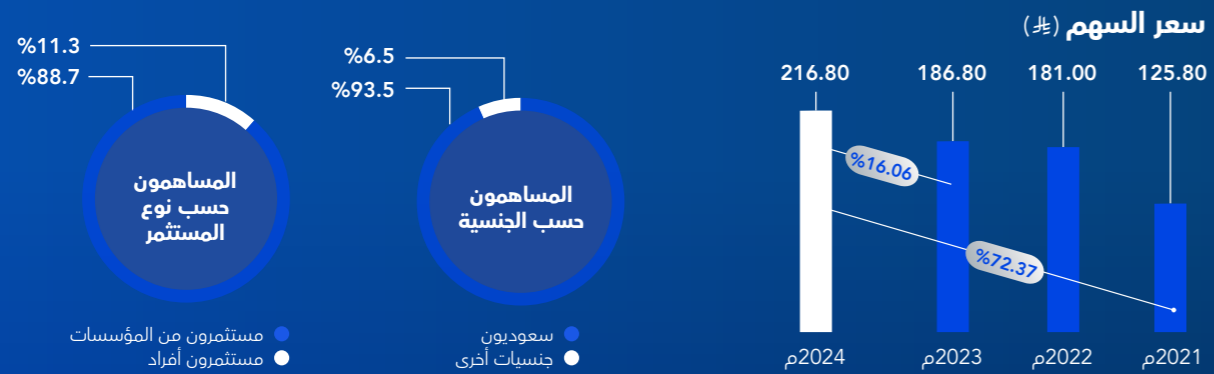 سعر السهم (⃁)
125.80
181.00
186.80
216.80
%16.06
%72.37
2021م
2022م
2023م
2024م
%6.5
%93.5
المساهمون
حسب الجنسية
سعوديون
جنسيات أخرى
%11.3
%88.7
المساهمون
حسب نوع
المستثمر
مستثمرون من المؤسسات
مستثمرون أفراد